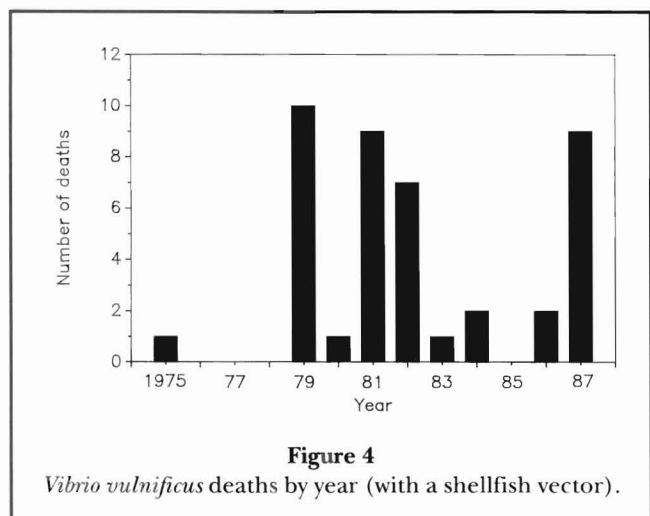 12
10
8
6
4
2
0
Number of deaths
1975 77 79 81 83 85 87
Year
Figure 4
Vibrio vulnificus deaths by year (with a shellfish vector).